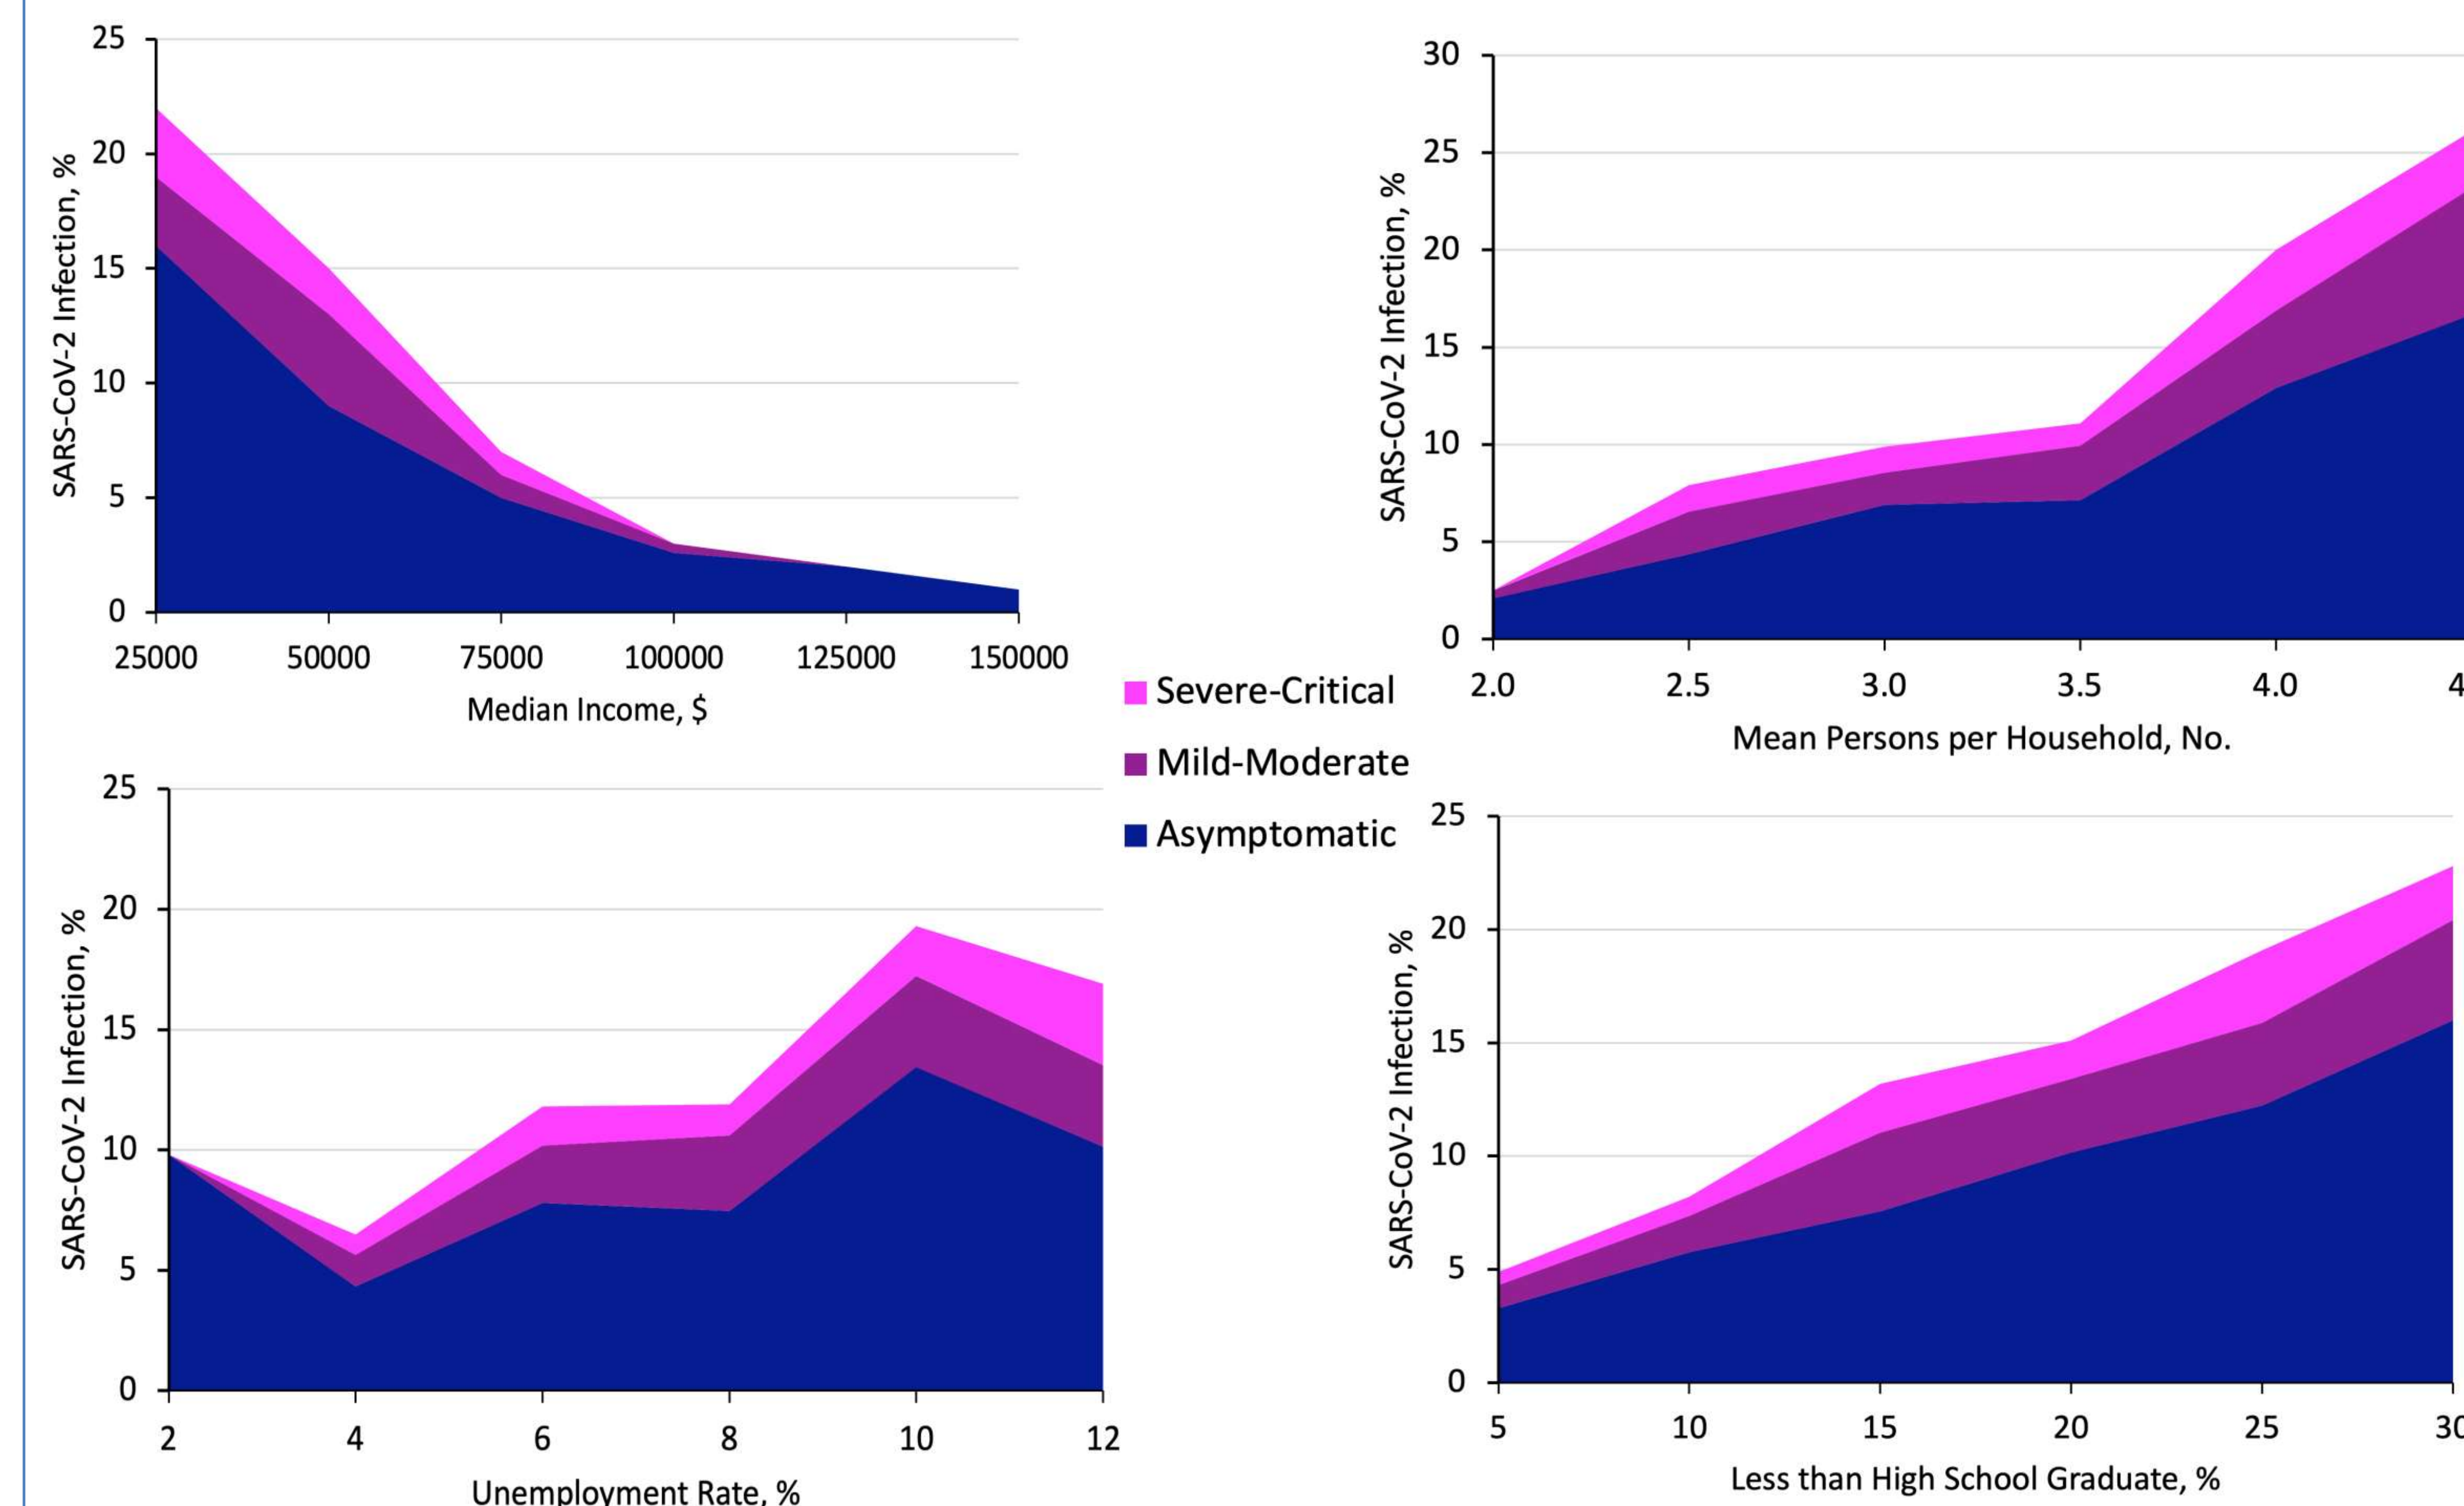 25
20
15
10
5
0
SARS-CoV-2 Infection, %
25000 50000 75000 100000 125000 150000
Median Income, $
30
25
20
15
10
5
0
SARS-CoV-2 Infection, %
2.0 2.5 3.0 3.5 4.0 4
Mean Persons per Household, No.
Severe-Critical
Mild-Moderate
Asymptomatic
25
20
15
10
5
0
SARS-CoV-2 Infection, %
2 4 6 8 10 12
Unemployment Rate, %
25
20
15
10
5
0
SARS-CoV-2 Infection, %
5 10 15 20 25 30
Less than High School Graduate, %